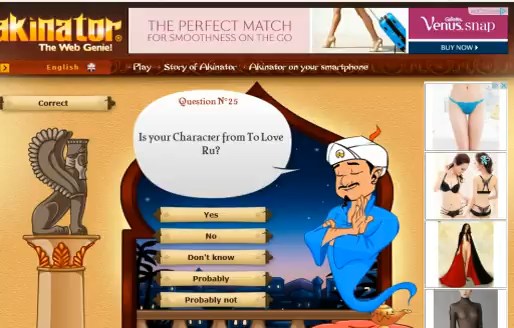 akinator
The Web Genie!
THE PERFECT MATCH
FOR SMOOTHNESS ON THE GO
Gillette
Venus. snap
BUY NOW
English
Play
Story of Akinator
Akinator on your smartphone
Correct
Question N°25
Is your Character from To Love
Ru?
Yes
No
Don't know
Probably
Probably not